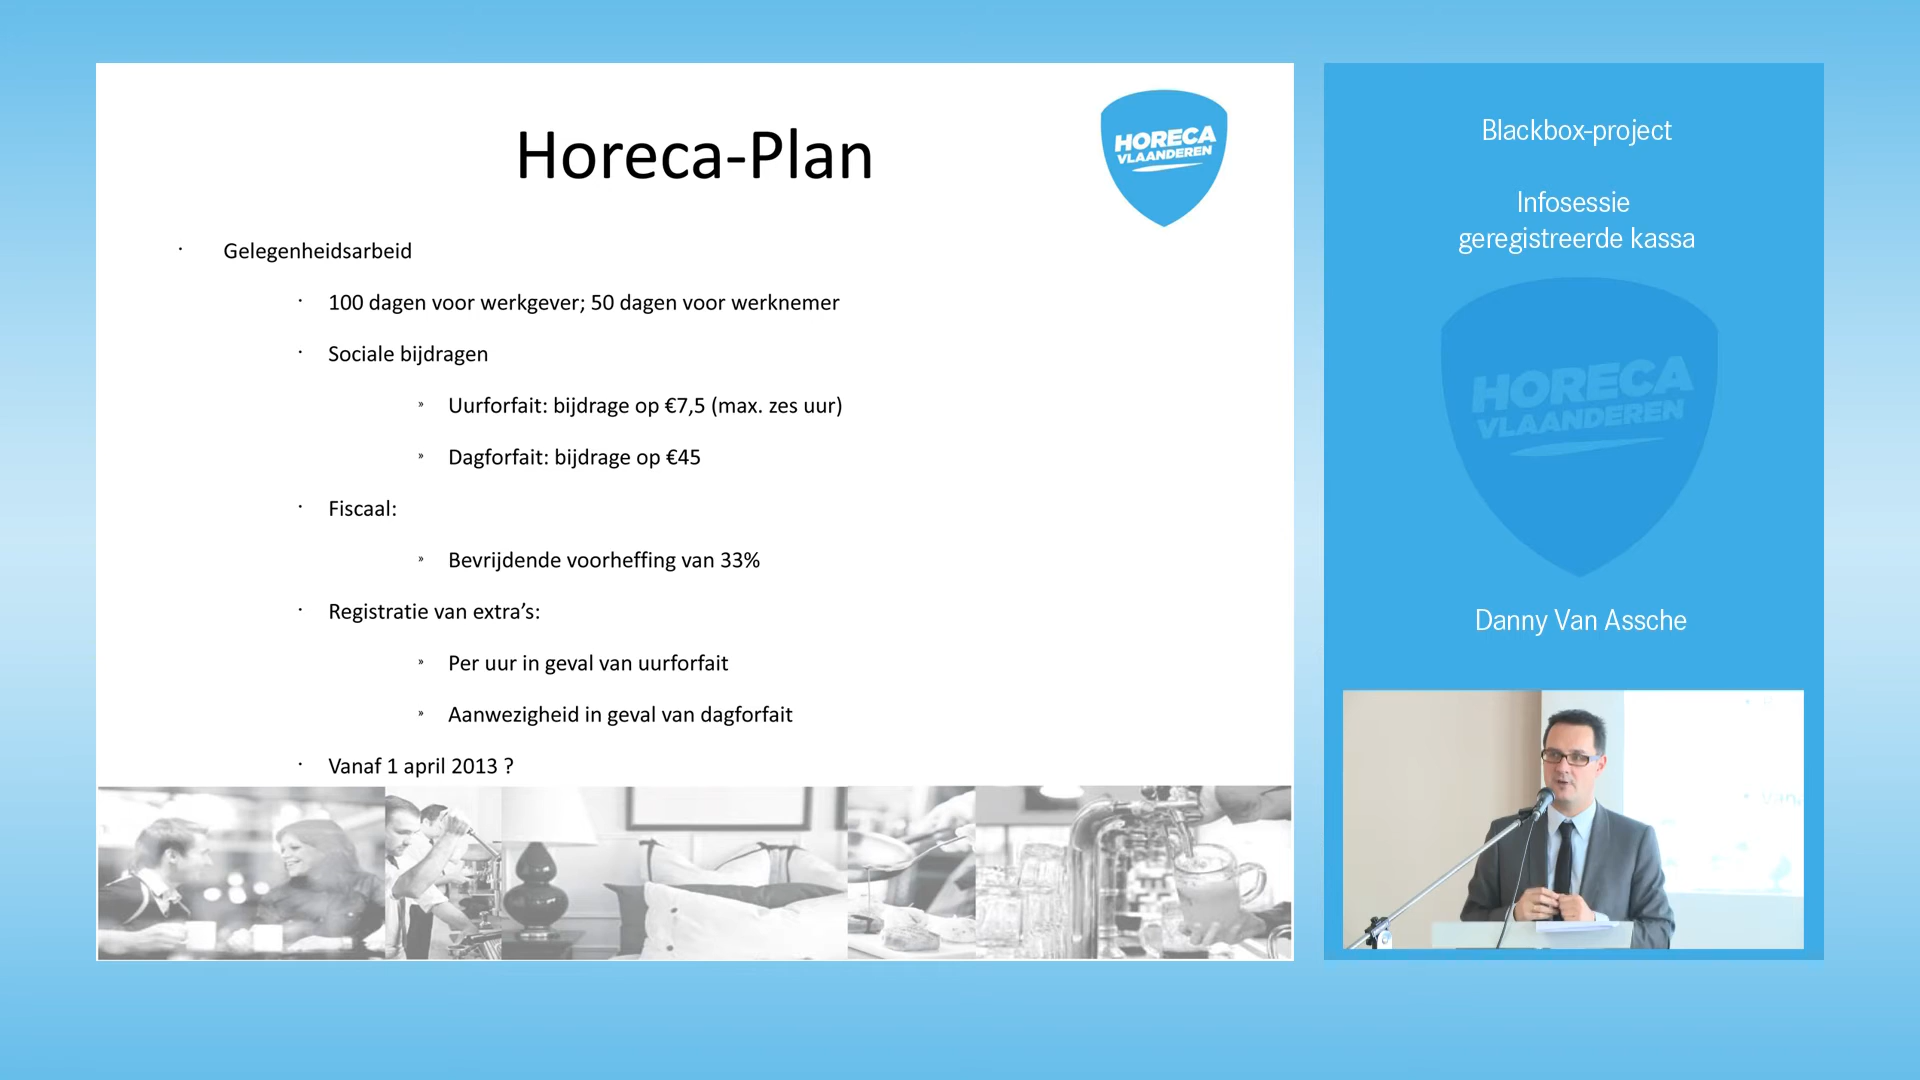 Horeca-Plan
HORECA
VLAANDEREN
· Gelegenheidsarbeid
· 100 dagen voor werkgever; 50 dagen voor werknemer
· Sociale bijdragen
» Uurforfait: bijdrage op €7,5 (max. zes uur)
» Dagforfait: bijdrage op €45
· Fiscaal:
» Bevrijdende voorheffing van 33%
· Registratie van extra’s:
» Per uur in geval van uurforfait
» Aanwezigheid in geval van dagforfait
· Vanaf 1 april 2013 ?
Blackbox-project
Infosessie
geregistreerde kassa
HORECA
VLAANDEREN
Danny Van Assche